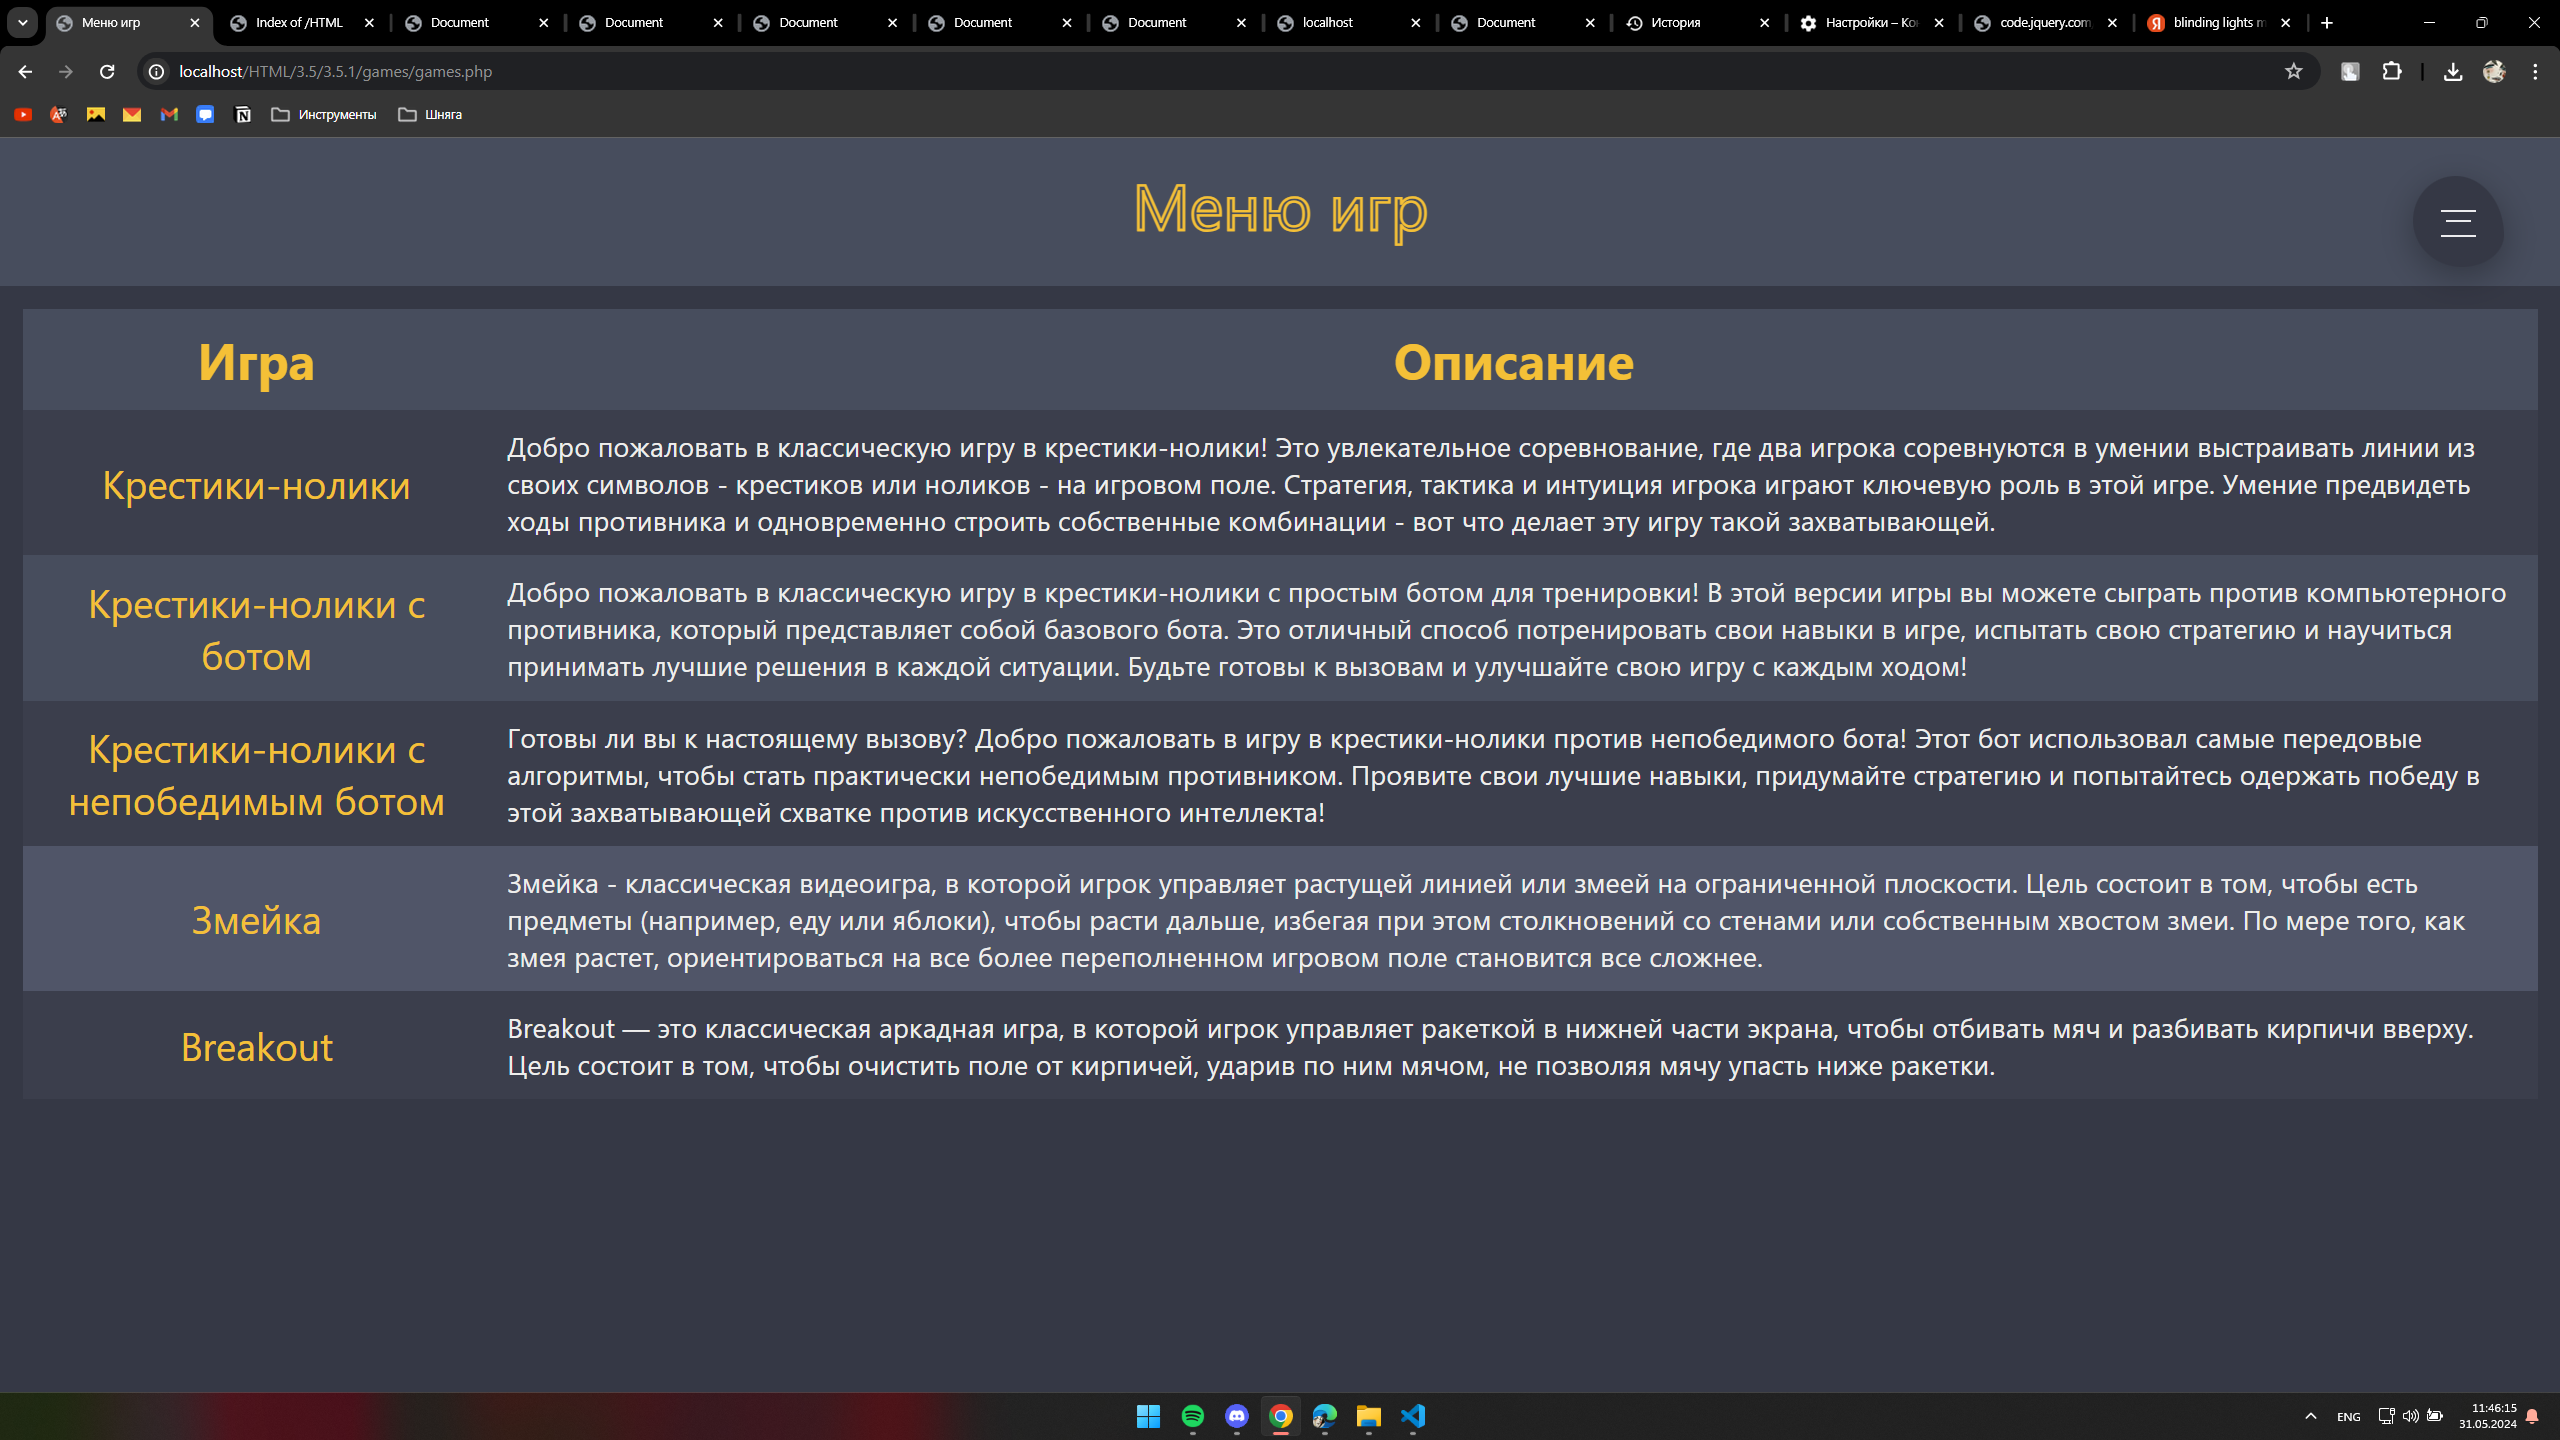 Меню игр
Index of /HTML
Document
Document
Document
Document
Document
localhost
Document
История
Настройки – Ко
code.jquery.com
blinding lights m
localhost/HTML/3.5/3.5.1/games/games.php
Инструменты
Шняга
Меню игр
Игра
Описание
Крестики-нолики
Добро пожаловать в классическую игру в крестики-нолики! Это увлекательное соревнование, где два игрока соревнуются в умении выстраивать линии из
своих символов - крестиков или ноликов - на игровом поле. Стратегия, тактика и интуиция игрока играют ключевую роль в этой игре. Умение предвидеть
ходы противника и одновременно строить собственные комбинации - вот что делает эту игру такой захватывающей.
Крестики-нолики с
ботом
Добро пожаловать в классическую игру в крестики-нолики с простым ботом для тренировки! В этой версии игры вы можете сыграть против компьютерного
противника, который представляет собой базового бота. Это отличный способ потренировать свои навыки в игре, испытать свою стратегию и научиться
принимать лучшие решения в каждой ситуации. Будьте готовы к вызовам и улучшайте свою игру с каждым ходом!
Крестики-нолики с
непобедимым ботом
Готовы ли вы к настоящему вызову? Добро пожаловать в игру в крестики-нолики против непобедимого бота! Этот бот использовал самые передовые
алгоритмы, чтобы стать практически непобедимым противником. Проявите свои лучшие навыки, придумайте стратегию и попытайтесь одержать победу в
этой захватывающей схватке против искусственного интеллекта!
Змейка
Змейка - классическая видеоигра, в которой игрок управляет растущей линией или змеей на ограниченной плоскости. Цель состоит в том, чтобы есть
предметы (например, еду или яблоки), чтобы расти дальше, избегая при этом столкновений со стенами или собственным хвостом змеи. По мере того, как
змея растет, ориентироваться на все более переполненном игровом поле становится все сложнее.
Breakout
Breakout — это классическая аркадная игра, в которой игрок управляет ракеткой в нижней части экрана, чтобы отбивать мяч и разбивать кирпичи вверху.
Цель состоит в том, чтобы очистить поле от кирпичей, ударив по ним мячом, не позволяя мячу упасть ниже ракетки.
ENG
11:46:15
31.05.2024